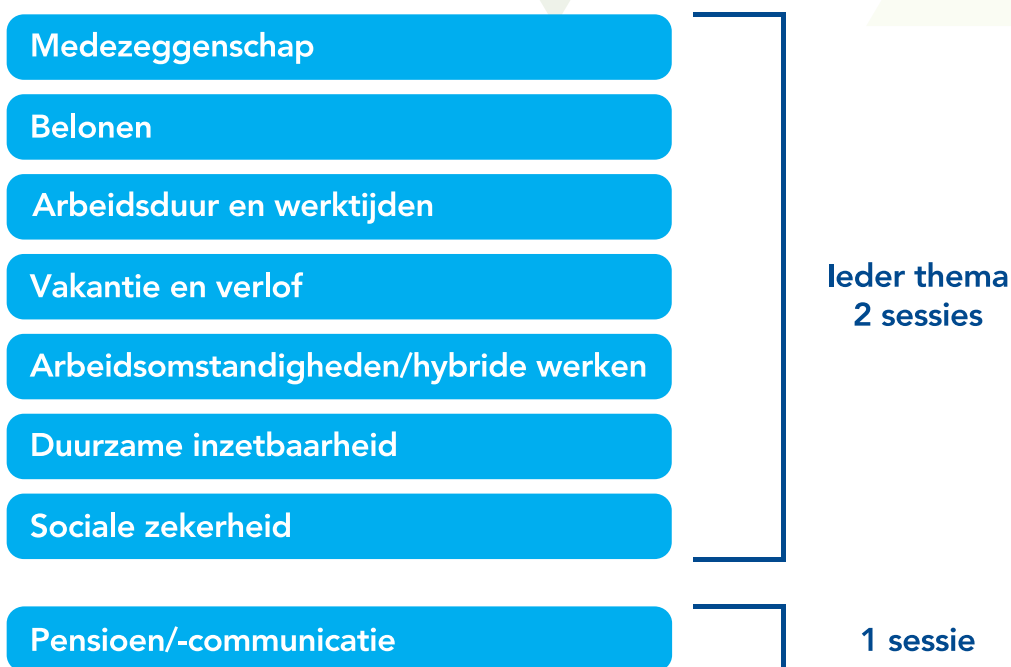 Medezeggenschap
Belonen
Arbeidsduur en werktijden
Vakantie en verlof
Arbeidsomstandigheden/hybride werken
Duurzame inzetbaarheid
Sociale zekerheid
Ieder thema
2 sessies
Pensioen/-communicatie
1 sessie